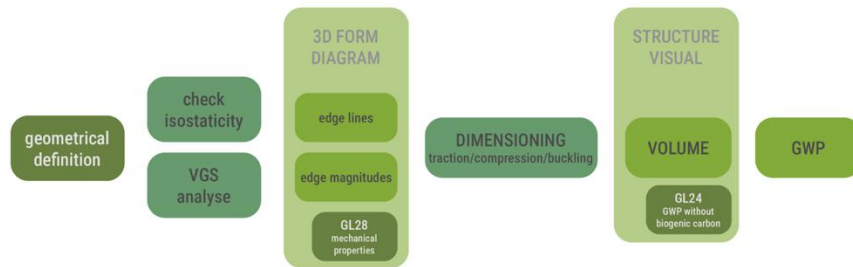 geometrical
definition
check
isostaticity
VGS
analyse
3D FORM
DIAGRAM
edge lines
edge magnitudes
GL28
mechanical
properties
DIMENSIONING
traction/compression/buckling
STRUCTURE
VISUAL
VOLUME
GL24
GWP without
biogenic carbon
GWP